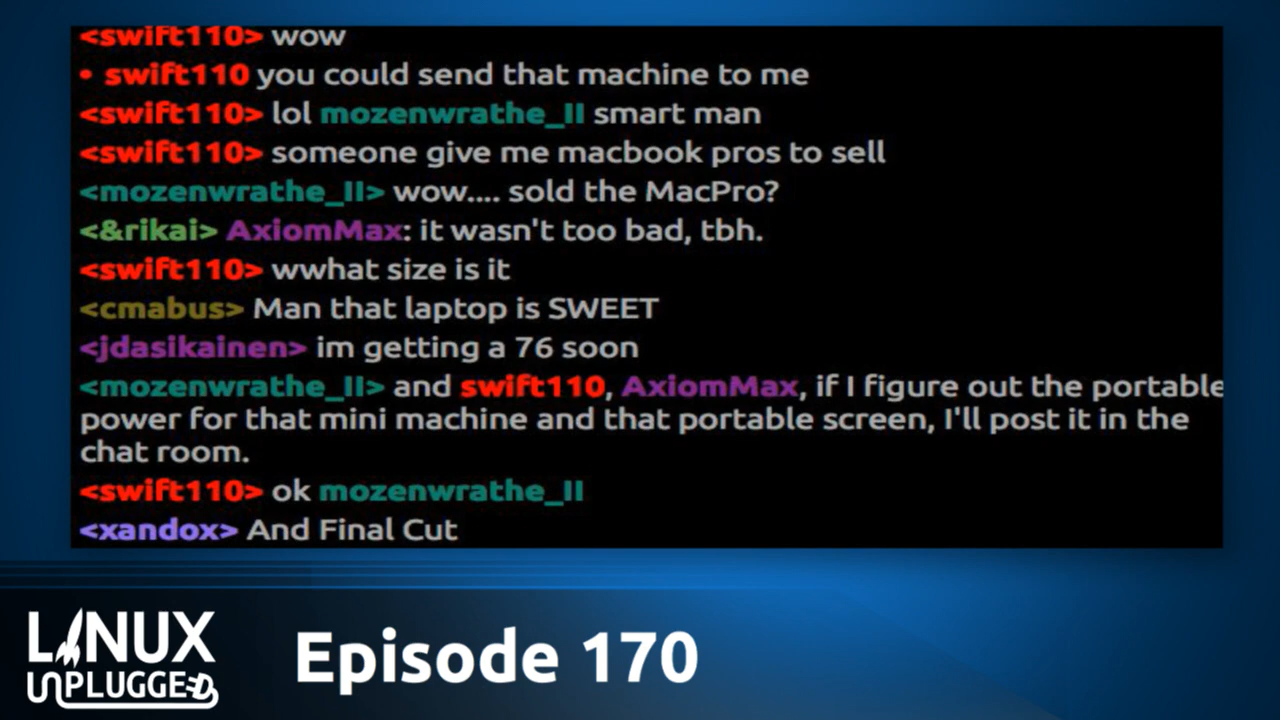 <swift110> wow
• swift110 you could send that machine to me
<swift110> lol mozenwrathe_II smart man
<swift110> someone give me macbook pros to sell
<mozenwrathe_II> wow.... sold the MacPro?
<&rikai> AxiomMax: it wasn't too bad, tbh.
<swift110> wwhat size is it
<cmabus> Man that laptop is SWEET
<jdasikainen> im getting a 76 soon
<mozenwrathe_II> and swift110, AxiomMax, if I figure out the portable
power for that mini machine and that portable screen, I'll post it in the
chat room.
<swift110> ok mozenwrathe_II
<xandox> And Final Cut
LINUX
UNPLUGGED
Episode 170